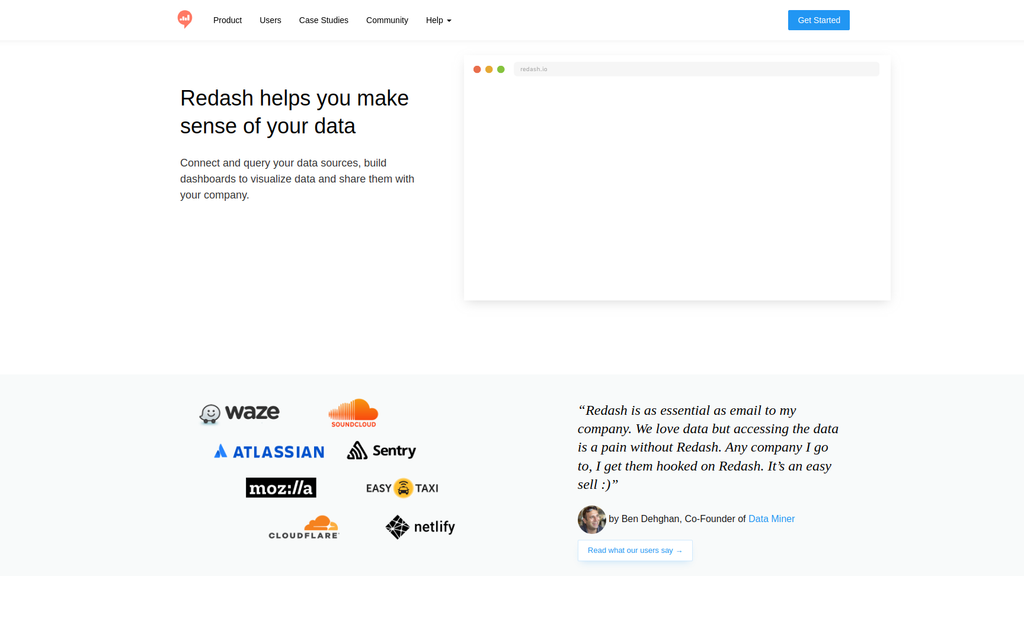 Product Users Case Studies Community Help Get Started
redash.io
Redash helps you make
sense of your data
Connect and query your data sources, build
dashboards to visualize data and share them with
your company.
waze SOUNDCLOUD
ATLASSIAN Sentry
moz://a EASY TAXI
CLOUDFLARE netlify
“Redash is as essential as email to my
company. We love data but accessing the data
is a pain without Redash. Any company I go
to, I get them hooked on Redash. It’s an easy
sell :)”
by Ben Dehghan, Co-Founder of Data Miner
Read what our users say →